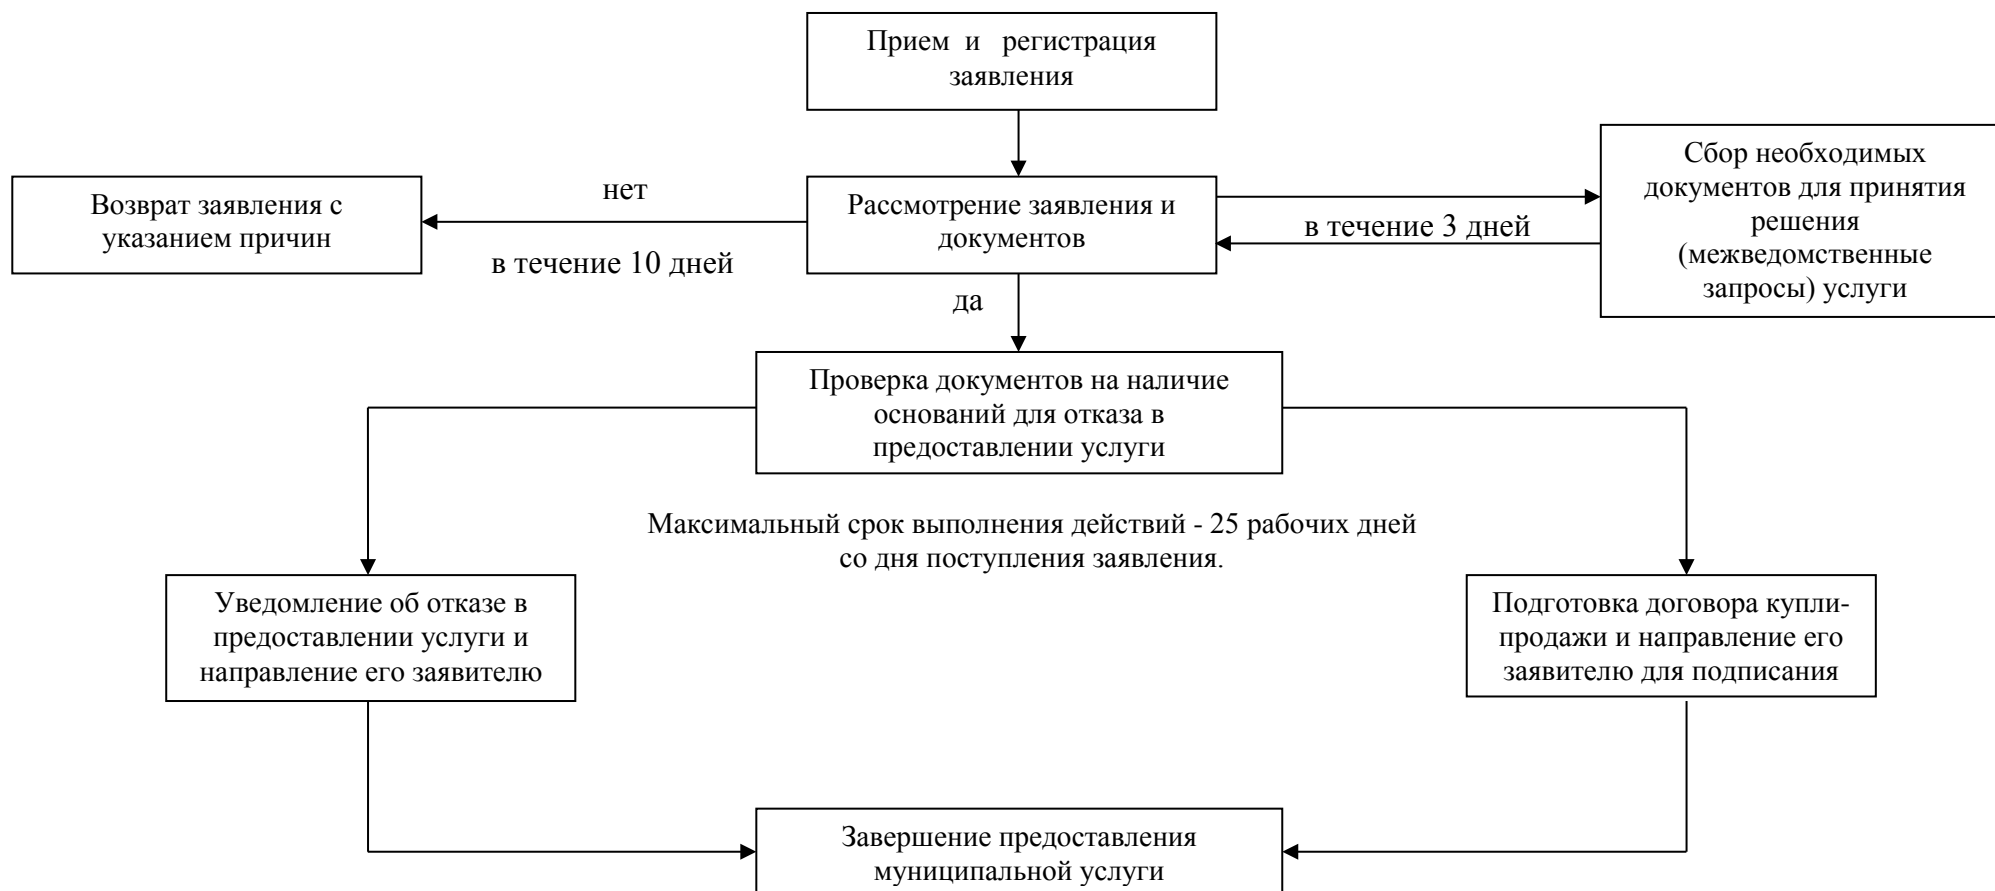 Прием и регистрация
заявления
Сбор необходимых
документов для принятия
решения
(межведомственные
запросы) услуги
нет
Возврат заявления с
указанием причин
Рассмотрение заявления и
документов
в течение 3 дней
в течение 10 дней
да
Проверка документов на наличие
оснований для отказа в
предоставлении услуги
Максимальный срок выполнения действий - 25 рабочих дней
со дня поступления заявления.
Уведомление об отказе в
предоставлении услуги и
направление его заявителю
Подготовка договора купли-
продажи и направление его
заявителю для подписания
Завершение предоставления
муниципальной услуги